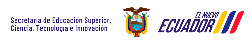 Secretaría de Educación Superior,
Ciencia, Tecnología e Innovación
EL NUEVO
ECUADOR